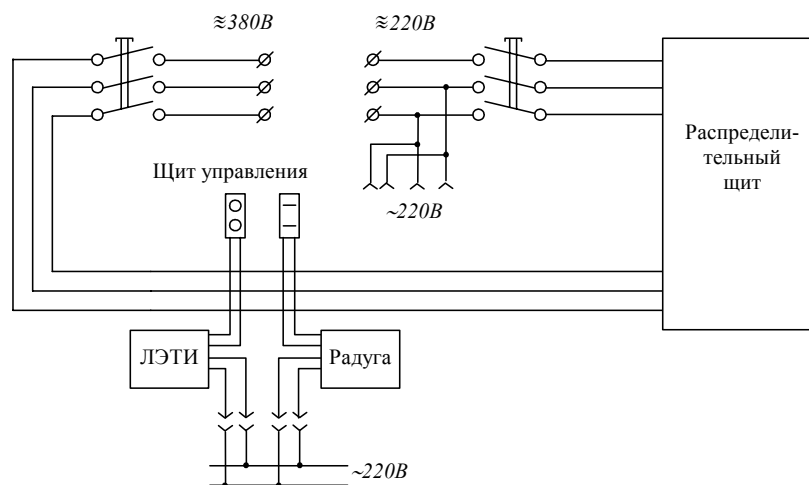 ≈380В
≈220В
Распредели-
тельный
щит
Щит управления
~220В
ЛЭТИ
Радуга
~220В